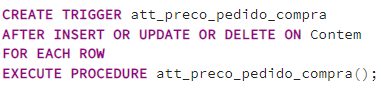 CREATE TRIGGER att_preco_pedido_compra
AFTER INSERT OR UPDATE OR DELETE ON Contem
FOR EACH ROW
EXECUTE PROCEDURE att_preco_pedido_compra();